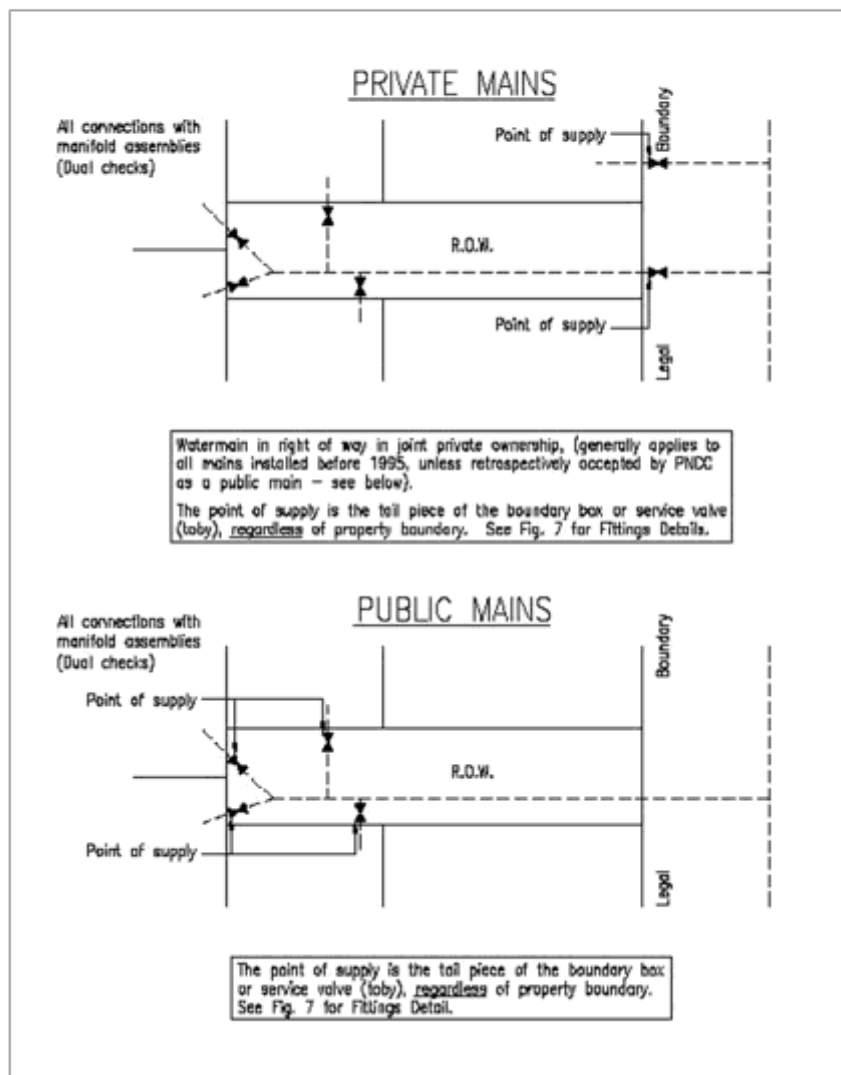 PRIVATE MAINS
All connections with
manifold assemblies
(Dual checks)
Point of supply
Boundary
R.O.W.
Point of supply
Legal
Watermain in right of way in joint private ownership, (generally applies to
all mains installed before 1995, unless retrospectively accepted by PNCC
as a public main – see below).
The point of supply is the tail piece of the boundary box or service valve
(toby), regardless of property boundary. See Fig. 7 for Fittings Details.
PUBLIC MAINS
All connections with
manifold assemblies
(Dual checks)
Boundary
Point of supply
R.O.W.
Point of supply
Legal
The point of supply is the tail piece of the boundary box
or service valve (toby), regardless of property boundary.
See Fig. 7 for Fittings Detail.